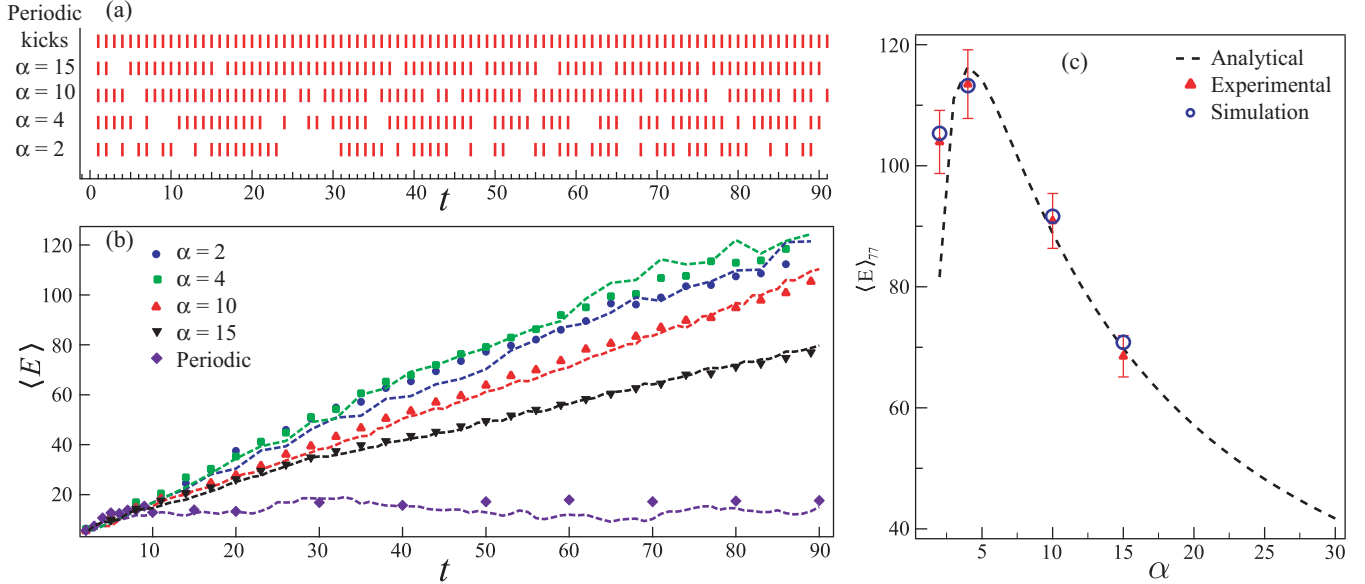 Periodic
kicks
(a)
α = 15
α = 10
α = 4
α = 2
0 10 20 30 40 50 60 70 80 90
t
(b)
α = 2
α = 4
α = 10
α = 15
Periodic
⟨E⟩
120
100
80
60
40
20
10 20 30 40 50 60 70 80 90
t
(c)
Analytical
Experimental
Simulation
⟨E⟩₇₇
120
100
80
60
40
5 10 15 20 25 30
α